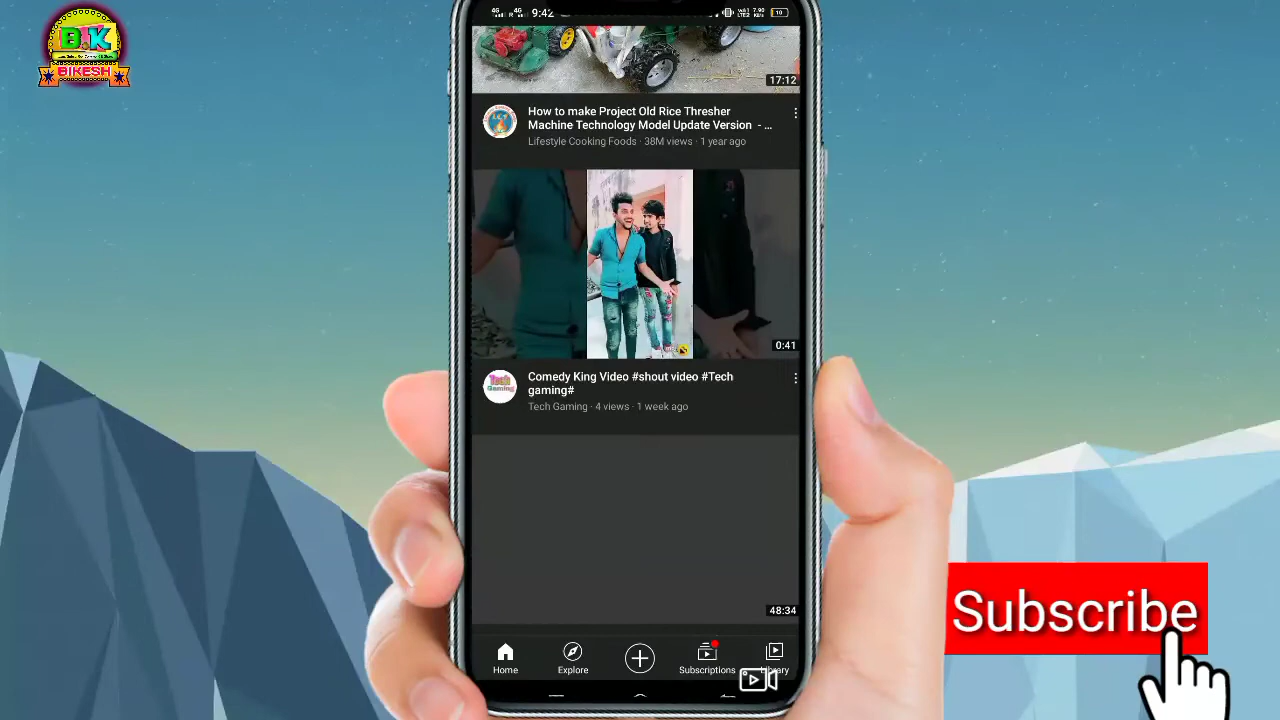 B.K
BIKESH
9:42
17:12
How to make Project Old Rice Thresher
Machine Technology Model Update Version - ...
Lifestyle Cooking Foods · 38M views · 1 year ago
0:41
Comedy King Video #shout video #Tech
gaming#
Tech Gaming · 4 views · 1 week ago
48:34
Home
Explore
Subscriptions
Library
Subscribe